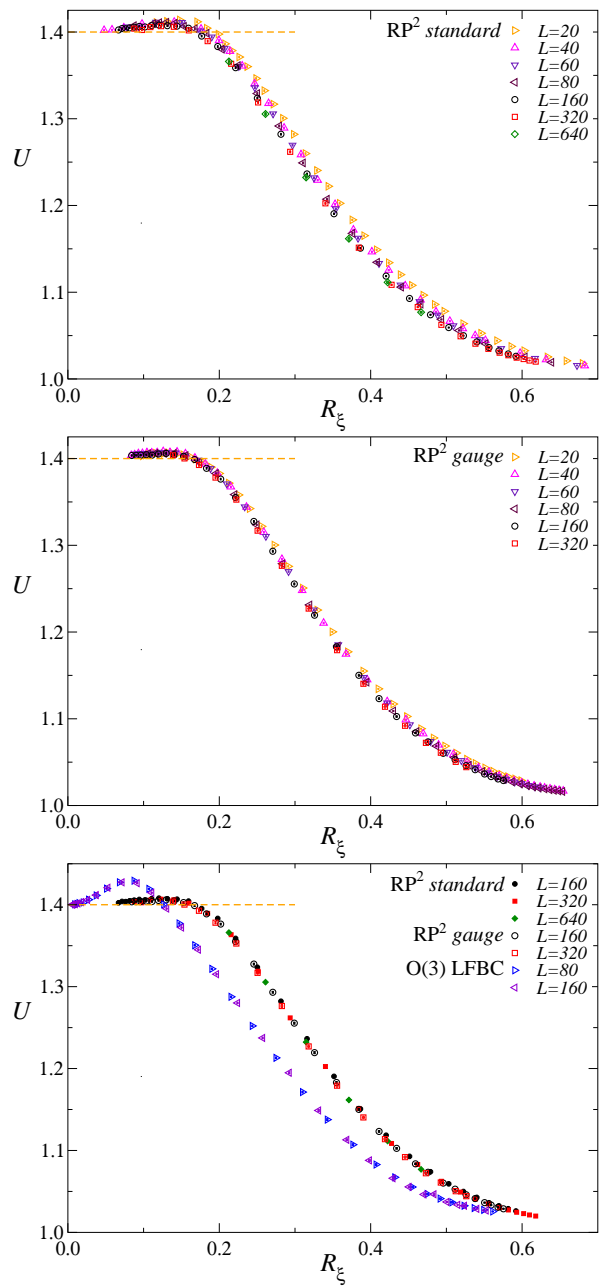 RP² standard
L=20
L=40
L=60
L=80
L=160
L=320
L=640
1.4
1.3
U
1.2
1.1
1.0
0.0 0.2 0.4 0.6
Rξ
RP² gauge
L=20
L=40
L=60
L=80
L=160
L=320
1.4
1.3
U
1.2
1.1
1.0
0.0 0.2 0.4 0.6
Rξ
RP² standard L=160
L=320
L=640
RP² gauge L=160
L=320
O(3) LFBC L=80
L=160
1.4
1.3
U
1.2
1.1
1.0
0.0 0.2 0.4 0.6
Rξ